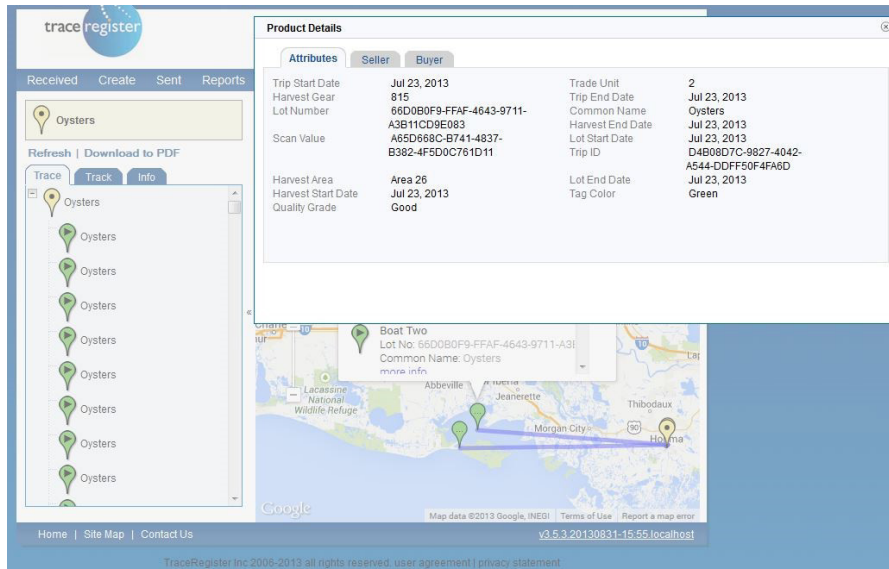 trace register
Received Create Sent Reports
Oysters
Refresh | Download to PDF
Trace Track Info
Oysters
Oysters
Oysters
Oysters
Oysters
Oysters
Oysters
Oysters
Oysters
Product Details
Attributes Seller Buyer
Trip Start Date Jul 23, 2013
Harvest Gear 815
Lot Number 66D0B0F9-FFAF-4643-9711-
A3B11CD9E083
Scan Value A65D668C-B741-4837-
B382-4F5D0C761D11
Harvest Area Area 26
Harvest Start Date Jul 23, 2013
Quality Grade Good
Trade Unit 2
Trip End Date Jul 23, 2013
Common Name Oysters
Harvest End Date Jul 23, 2013
Lot Start Date Jul 23, 2013
Trip ID D4B08D7C-9827-4042-
A544-DDFF50F4FA6D
Lot End Date Jul 23, 2013
Tag Color Green
Boat Two
Lot No: 66D0B0F9-FFAF-4643-9711-A3
Common Name: Oysters
more info
10
10
Lacassine
National
Wildlife Refuge
Abbeville
Jeanerette
Morgan City
90
Thibodaux
Houma
Google
Map data ©2013 Google, INEGI Terms of Use Report a map error
Home | Site Map | Contact Us
v3.5.3.20130831-15:55.localhost
TraceRegister Inc 2006-2013 all rights reserved. user agreement | privacy statement